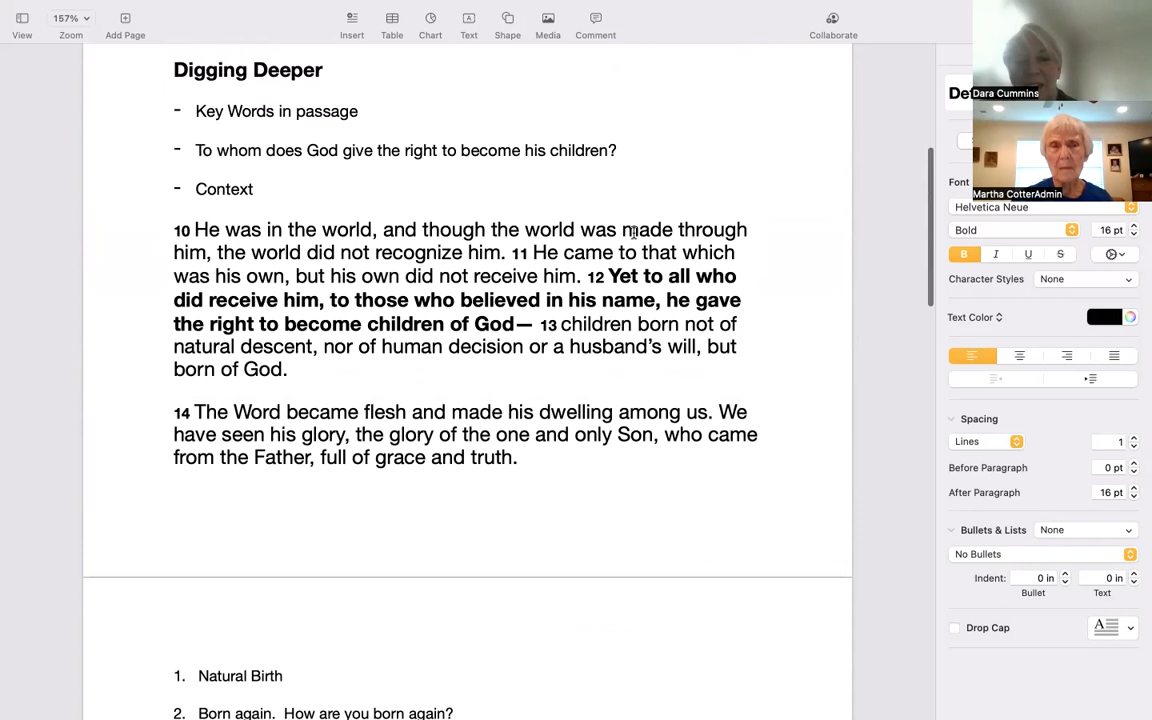 157%
View
Zoom
Add Page
Insert
Table
Chart
Text
Shape
Media
Comment
Collaborate
Dara Cummins
Martha CotterAdmin
Digging Deeper
- Key Words in passage
- To whom does God give the right to become his children?
- Context
10 He was in the world, and though the world was made through
him, the world did not recognize him. 11 He came to that which
was his own, but his own did not receive him. 12 Yet to all who
did receive him, to those who believed in his name, he gave
the right to become children of God— 13 children born not of
natural descent, nor of human decision or a husband's will, but
born of God.
14 The Word became flesh and made his dwelling among us. We
have seen his glory, the glory of the one and only Son, who came
from the Father, full of grace and truth.
1. Natural Birth
2. Born again. How are you born again?
Font
Helvetica Neue
Bold
16 pt
B I U S
Character Styles
None
Text Color
Spacing
Lines
1
Before Paragraph
0 pt
After Paragraph
16 pt
Bullets & Lists
None
No Bullets
Indent:
0 in
0 in
Bullet
Text
Drop Cap
A